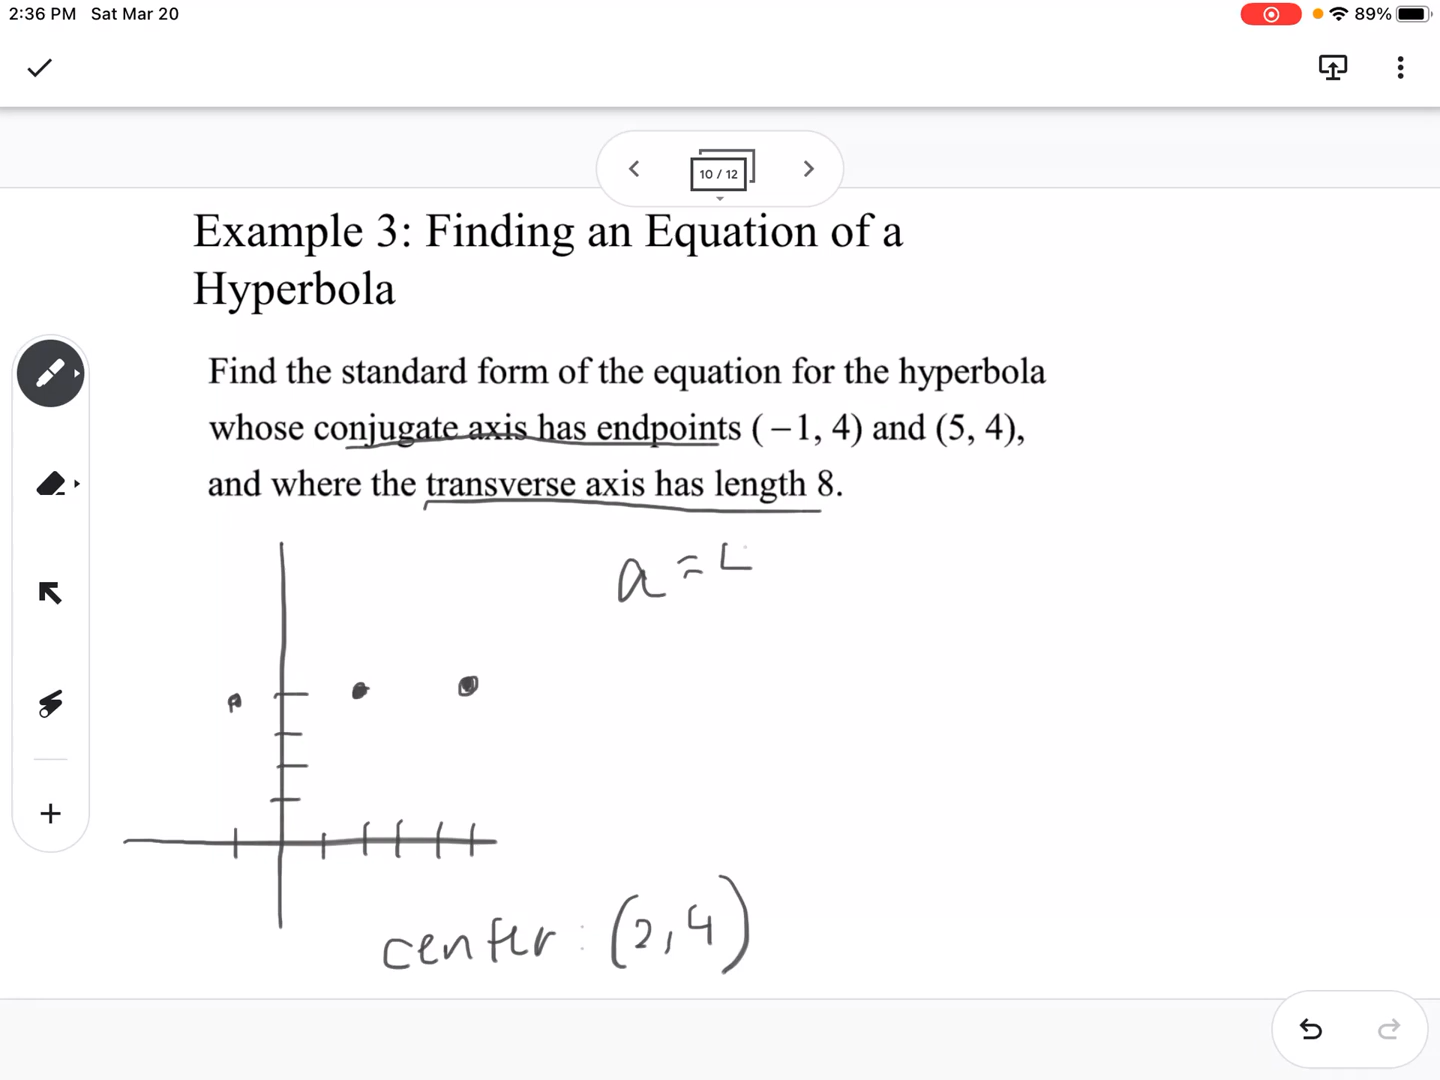 2:36 PM Sat Mar 20
89%
10 / 12
Example 3: Finding an Equation of a
Hyperbola
Find the standard form of the equation for the hyperbola
whose conjugate axis has endpoints (−1, 4) and (5, 4),
and where the transverse axis has length 8.
a =
center : (2,4)